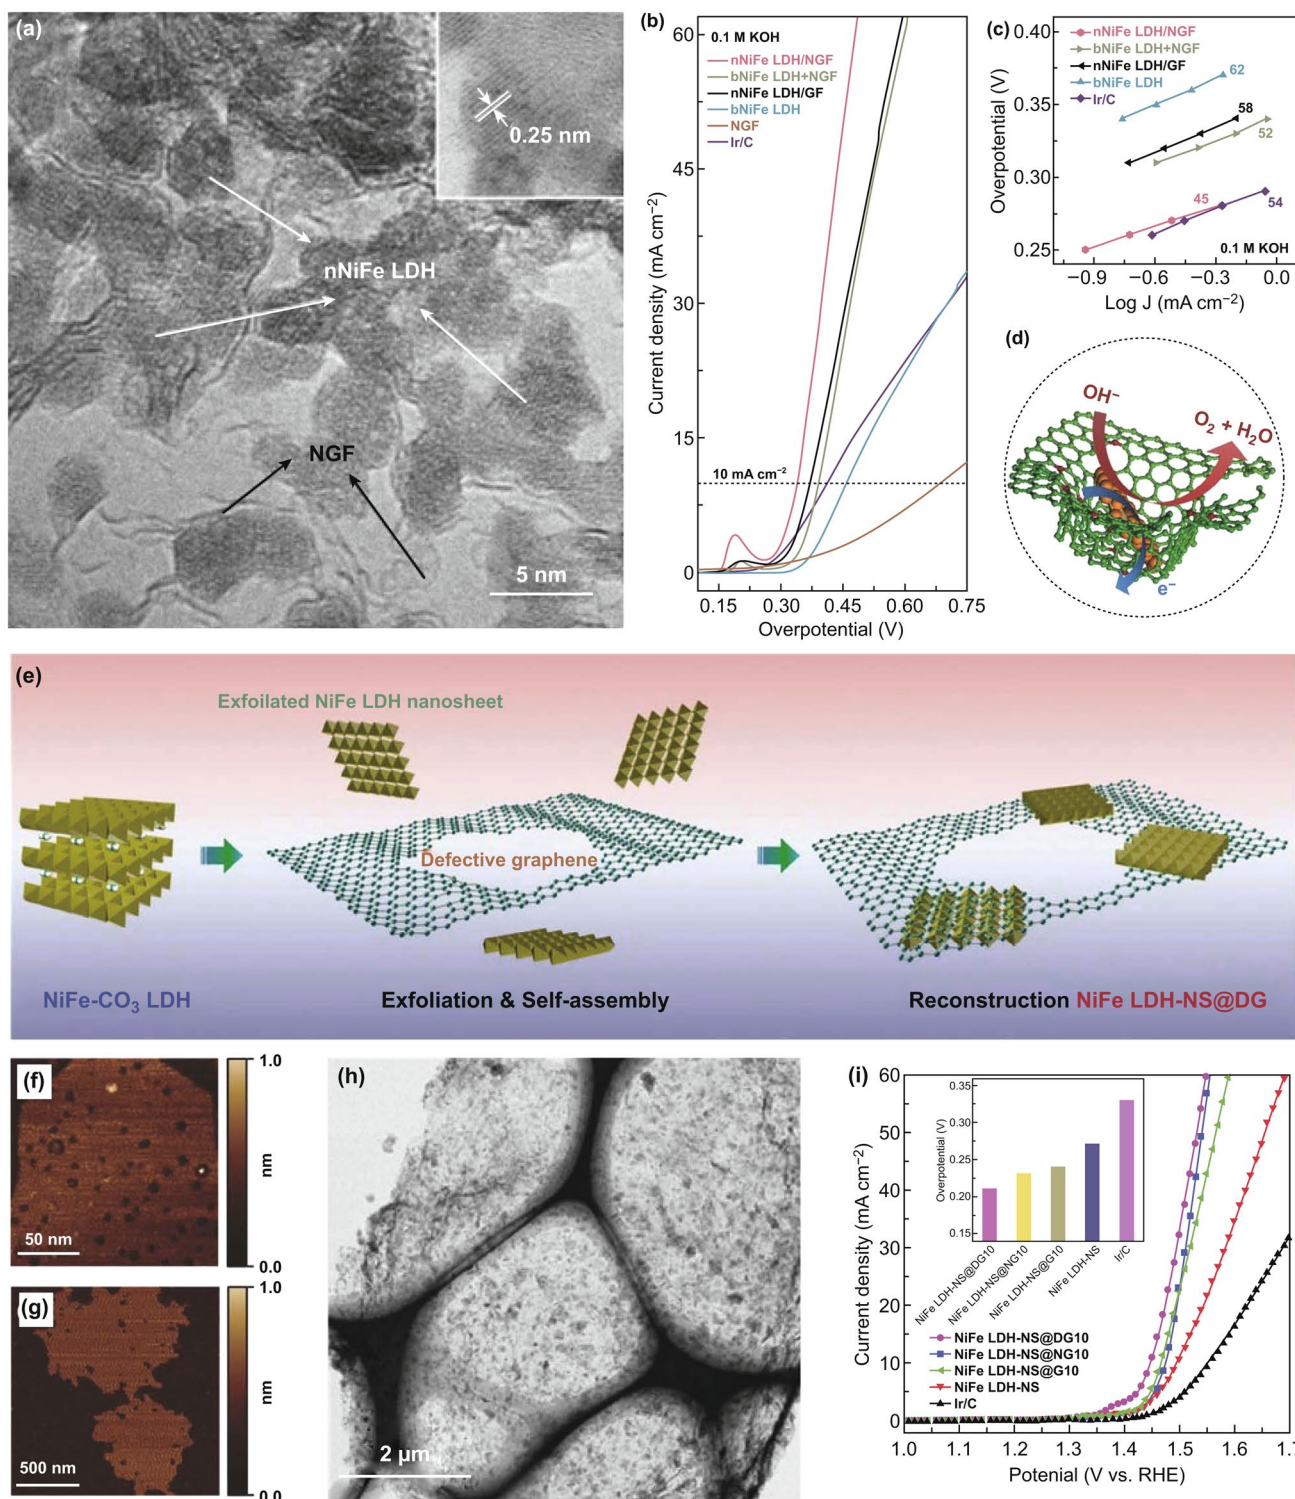 (a)
0.25 nm
nNiFe LDH
NGF
5 nm
(b)
60
45
30
15
0
0.1 M KOH
nNiFe LDH/NGF
bNiFe LDH+NGF
nNiFe LDH/GF
bNiFe LDH
NGF
Ir/C
10 mA cm⁻²
Current density (mA cm⁻²)
0.15 0.30 0.45 0.60 0.75
Overpotential (V)
(c)
0.40
0.35
0.30
0.25
nNiFe LDH/NGF
bNiFe LDH+NGF
nNiFe LDH/GF
bNiFe LDH
Ir/C
62
58
52
45
54
0.1 M KOH
Overpotential (V)
−0.9 −0.6 −0.3 0.0
Log J (mA cm⁻²)
(d)
OH⁻
O₂ + H₂O
e⁻
(e)
Exfoilated NiFe LDH nanosheet
Defective graphene
NiFe-CO₃ LDH
Exfoliation & Self-assembly
Reconstruction NiFe LDH-NS@DG
(f)
50 nm
1.0
nm
0.0
(g)
500 nm
1.0
nm
0.0
(h)
2 µm
(i)
60
50
40
30
20
10
0
Current density (mA cm⁻²)
0.35
0.30
0.25
0.20
0.14
Overpotential (V)
NiFe LDH-NS@DG10
NiFe LDH-NS@NG10
NiFe LDH-NS@G10
NiFe LDH-NS
Ir/C
NiFe LDH-NS@DG10
NiFe LDH-NS@NG10
NiFe LDH-NS@G10
NiFe LDH-NS
Ir/C
1.0 1.1 1.2 1.3 1.4 1.5 1.6 1.7
Potenial (V vs. RHE)